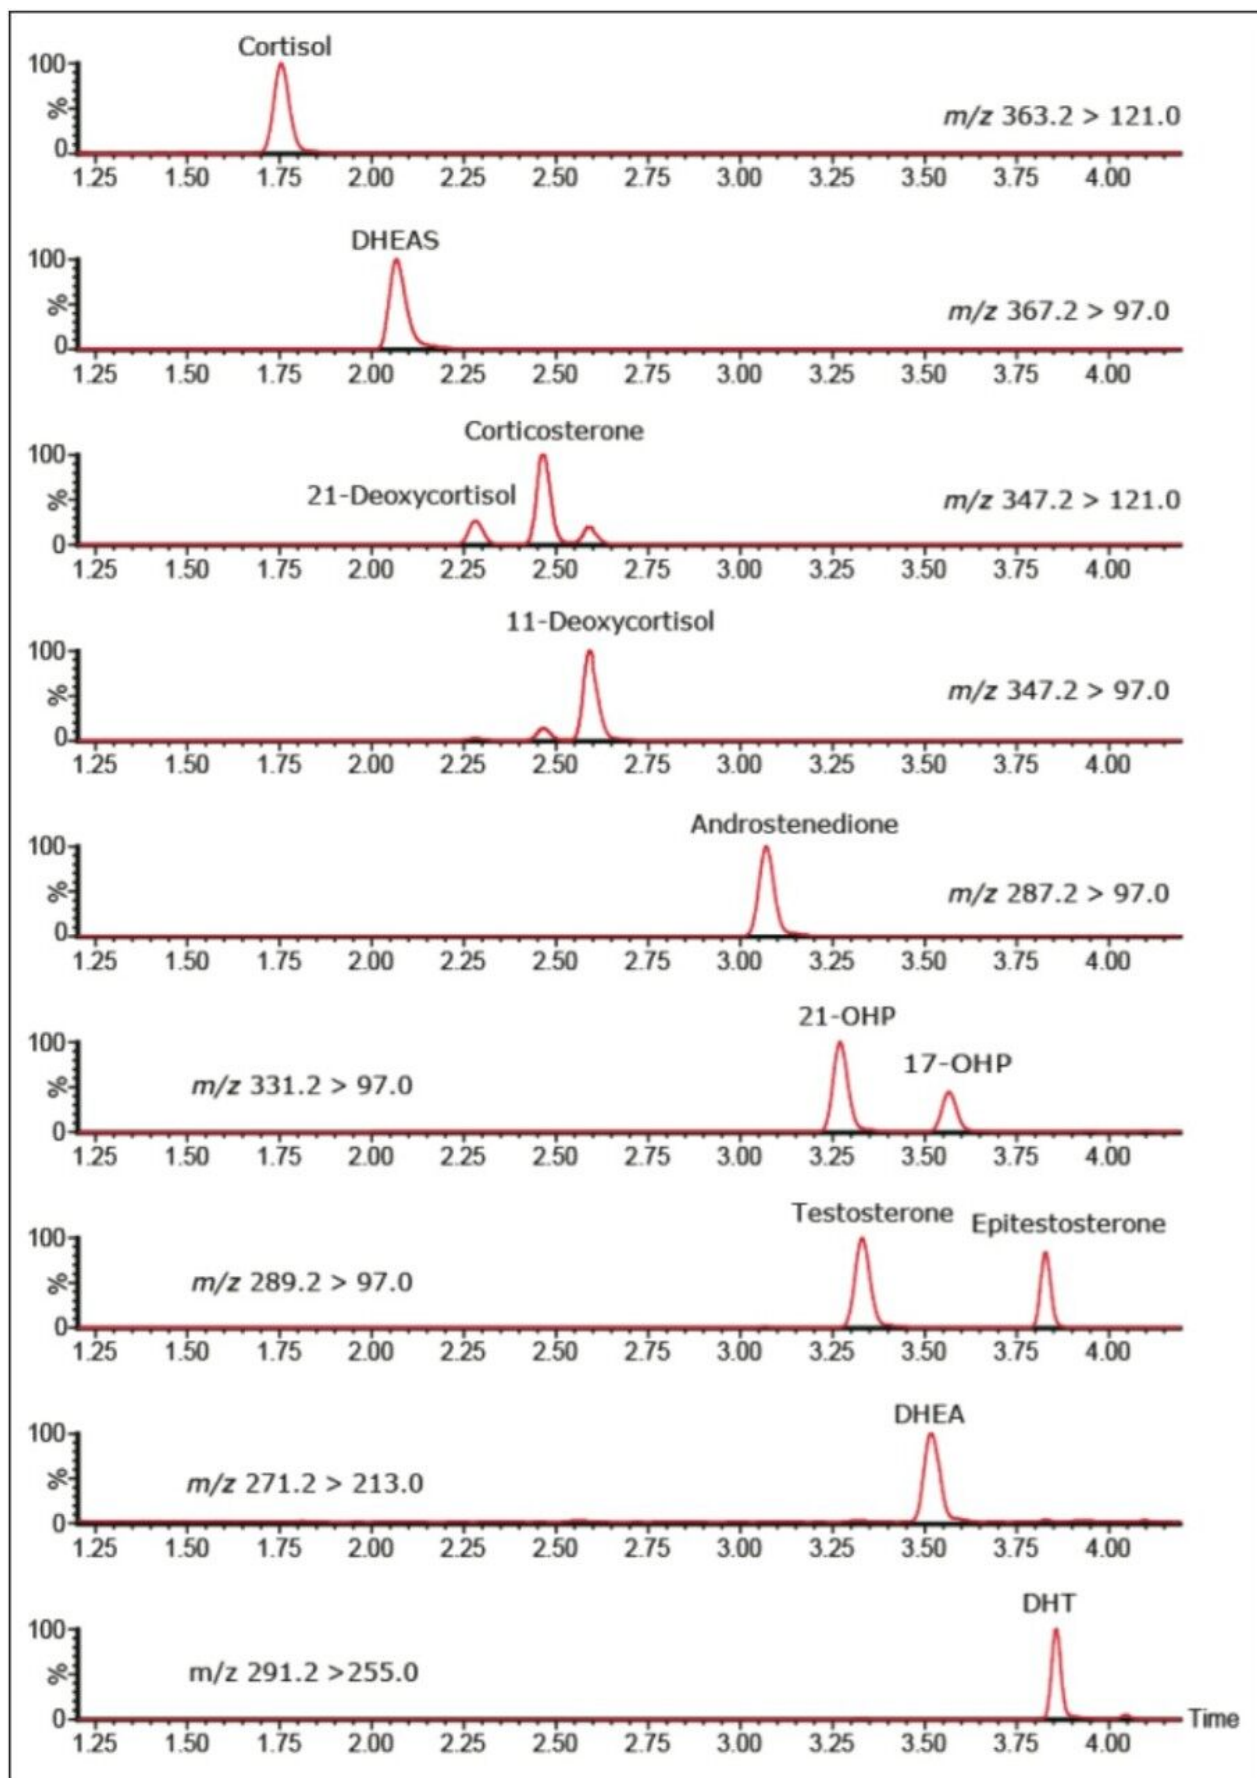 Cortisol
100
%
m/z 363.2 > 121.0
0
1.25 1.50 1.75 2.00 2.25 2.50 2.75 3.00 3.25 3.50 3.75 4.00
DHEAS
100
%
m/z 367.2 > 97.0
0
1.25 1.50 1.75 2.00 2.25 2.50 2.75 3.00 3.25 3.50 3.75 4.00
Corticosterone
100
21-Deoxycortisol
%
m/z 347.2 > 121.0
0
1.25 1.50 1.75 2.00 2.25 2.50 2.75 3.00 3.25 3.50 3.75 4.00
11-Deoxycortisol
100
%
m/z 347.2 > 97.0
0
1.25 1.50 1.75 2.00 2.25 2.50 2.75 3.00 3.25 3.50 3.75 4.00
Androstenedione
100
%
m/z 287.2 > 97.0
0
1.25 1.50 1.75 2.00 2.25 2.50 2.75 3.00 3.25 3.50 3.75 4.00
21-OHP
100
17-OHP
%
m/z 331.2 > 97.0
0
1.25 1.50 1.75 2.00 2.25 2.50 2.75 3.00 3.25 3.50 3.75 4.00
Testosterone
Epitestosterone
100
%
m/z 289.2 > 97.0
0
1.25 1.50 1.75 2.00 2.25 2.50 2.75 3.00 3.25 3.50 3.75 4.00
DHEA
100
%
m/z 271.2 > 213.0
0
1.25 1.50 1.75 2.00 2.25 2.50 2.75 3.00 3.25 3.50 3.75 4.00
DHT
100
%
m/z 291.2 >255.0
0
Time
1.25 1.50 1.75 2.00 2.25 2.50 2.75 3.00 3.25 3.50 3.75 4.00